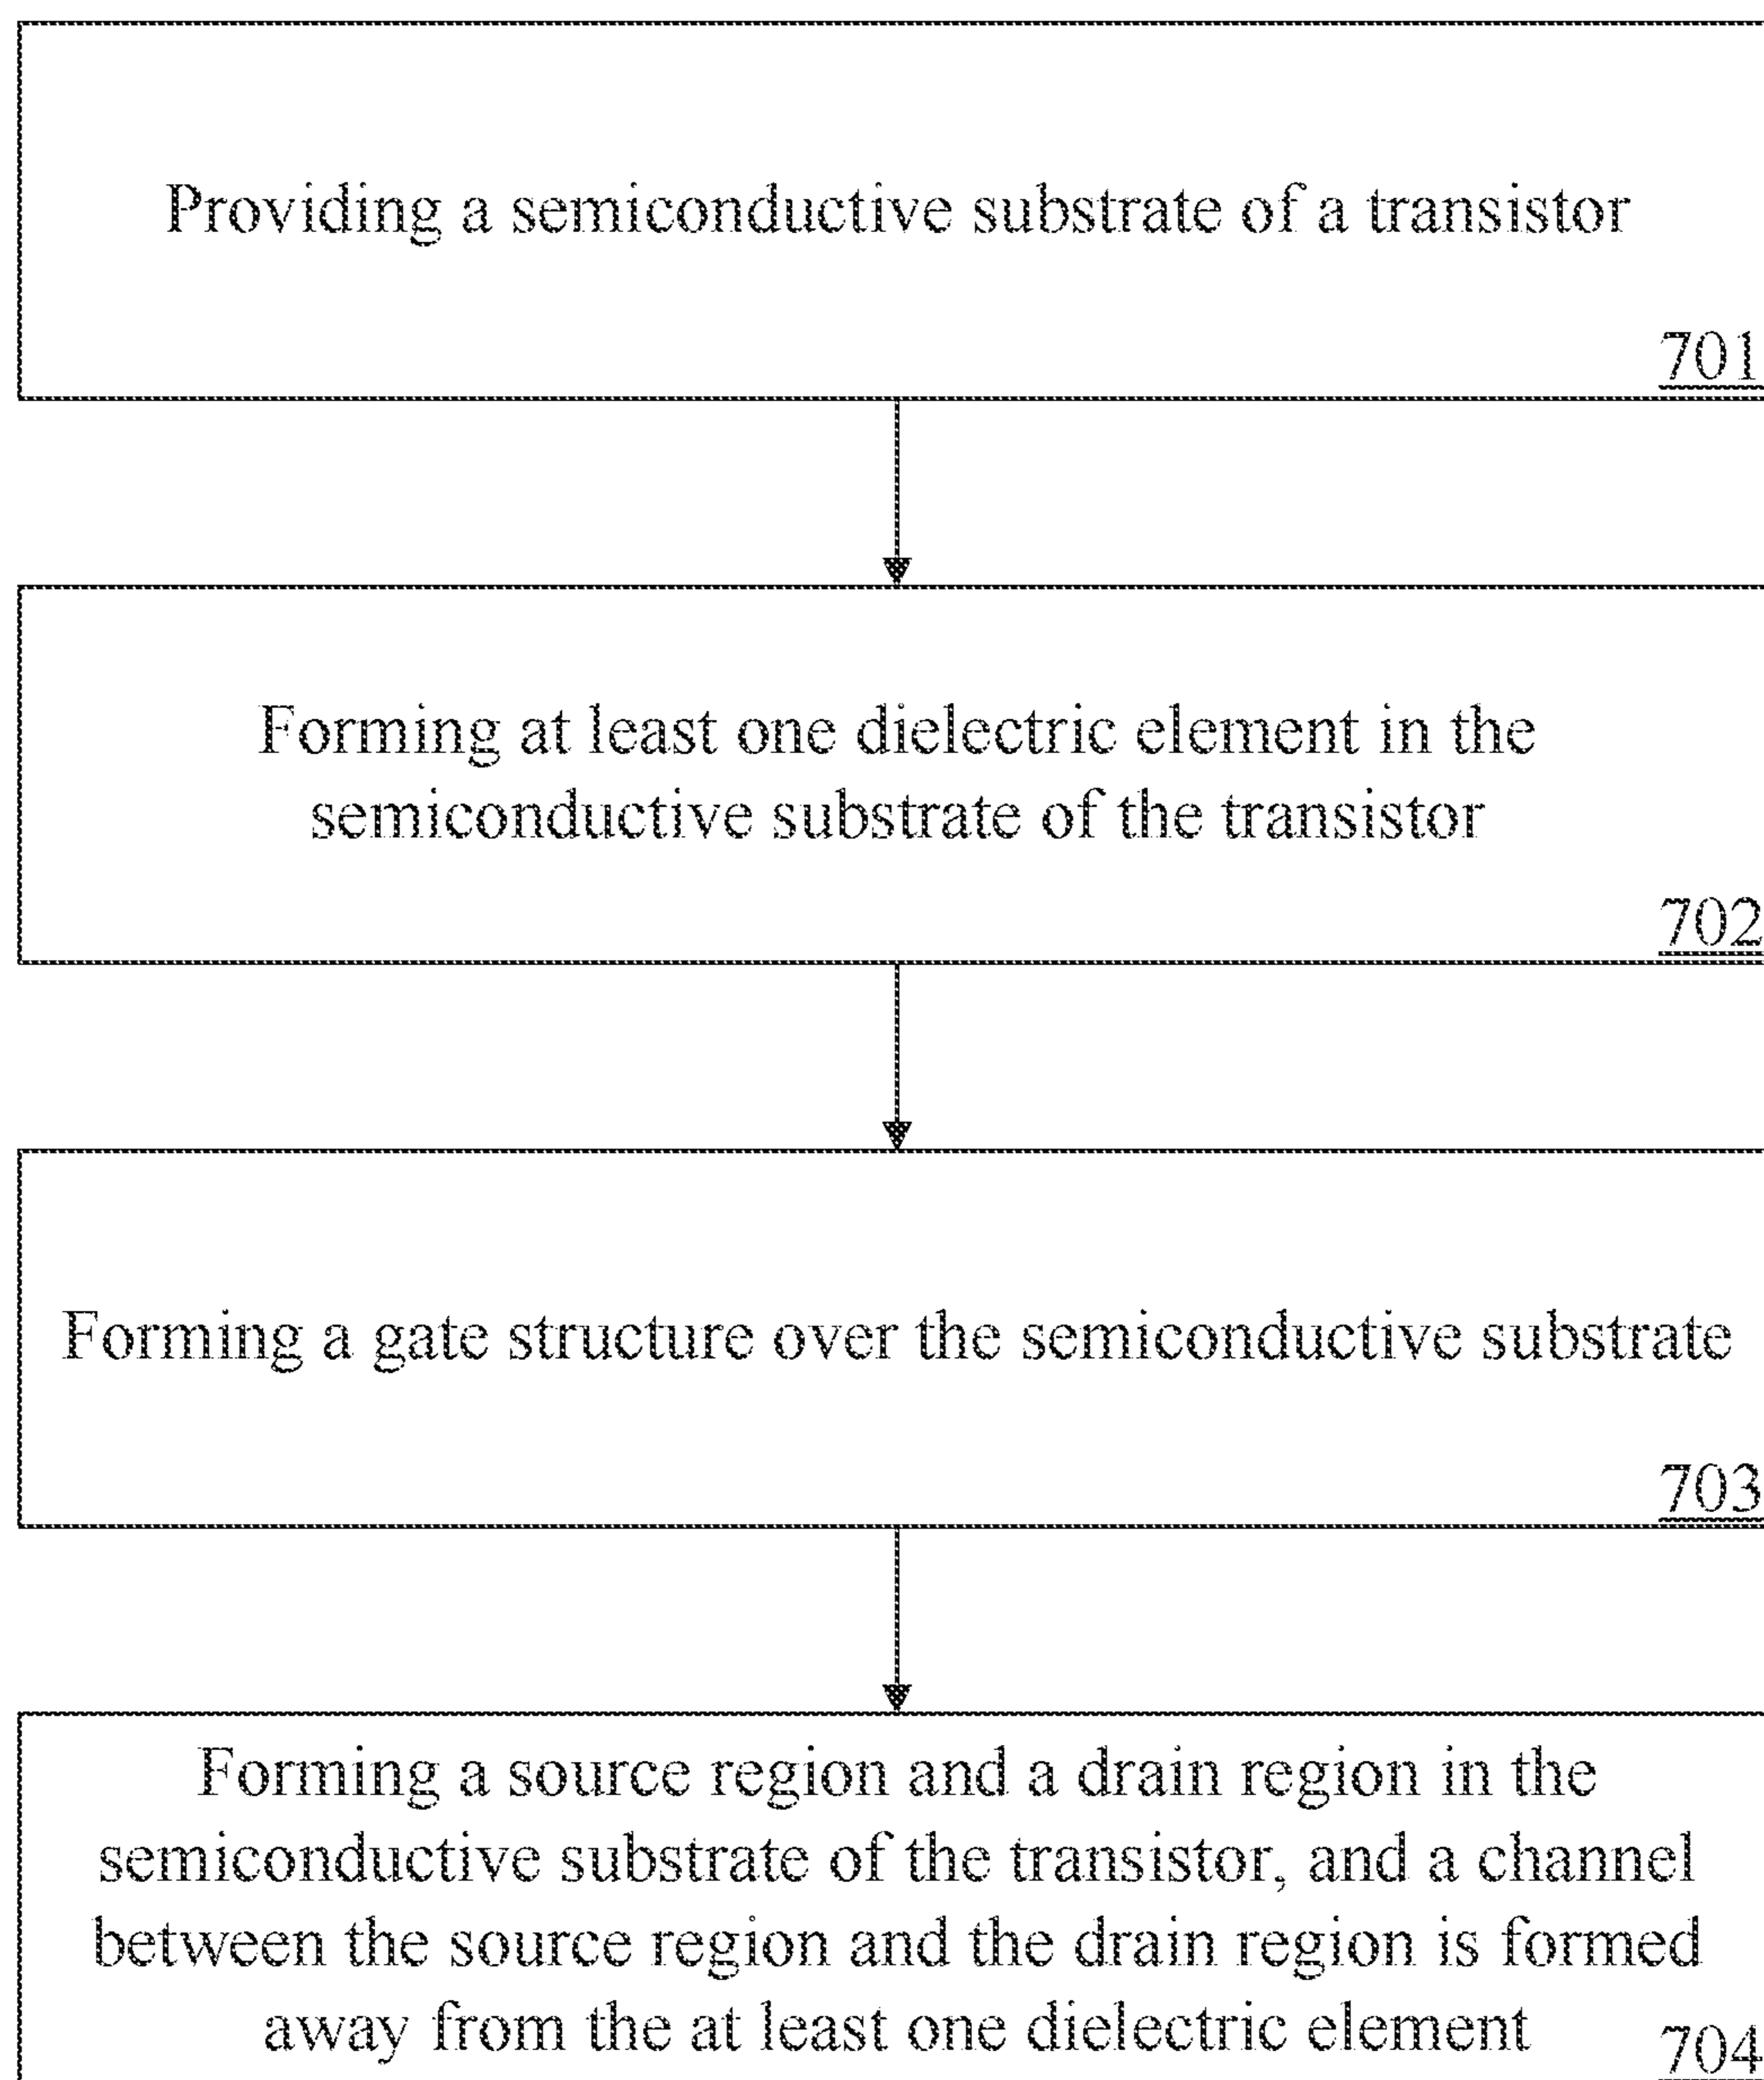 Providing a semiconductive substrate of a transistor
701
Forming at least one dielectric element in the
semiconductive substrate of the transistor
702
Forming a gate structure over the semiconductive substrate
703
Forming a source region and a drain region in the
semiconductive substrate of the transistor, and a channel
between the source region and the drain region is formed
away from the at least one dielectric element
704